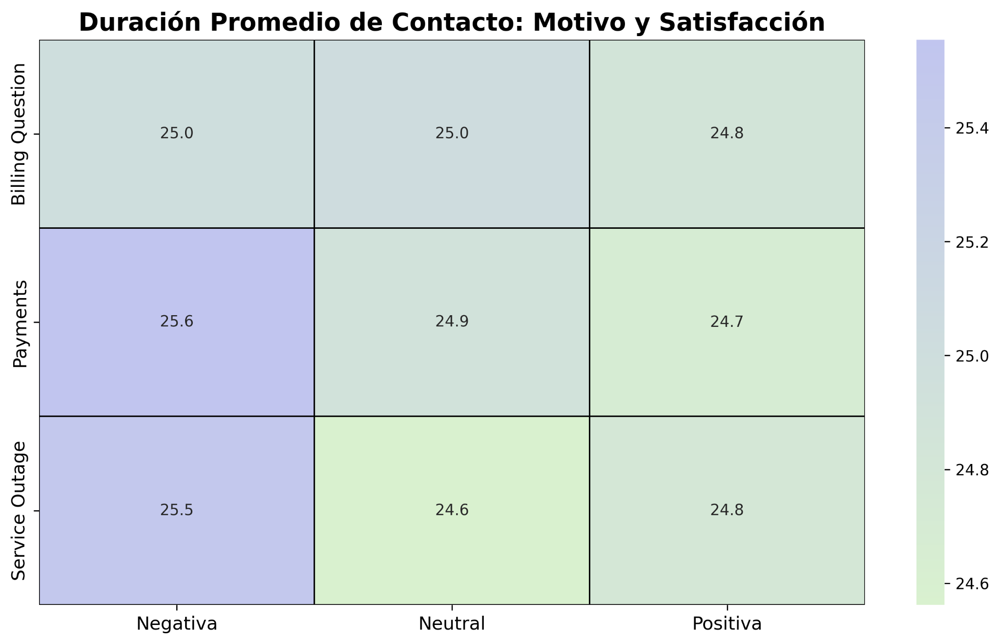 Duración Promedio de Contacto: Motivo y Satisfacción
Billing Question
25.0
25.0
24.8
Payments
25.6
24.9
24.7
Service Outage
25.5
24.6
24.8
Negativa
Neutral
Positiva
25.4
25.2
25.0
24.8
24.6